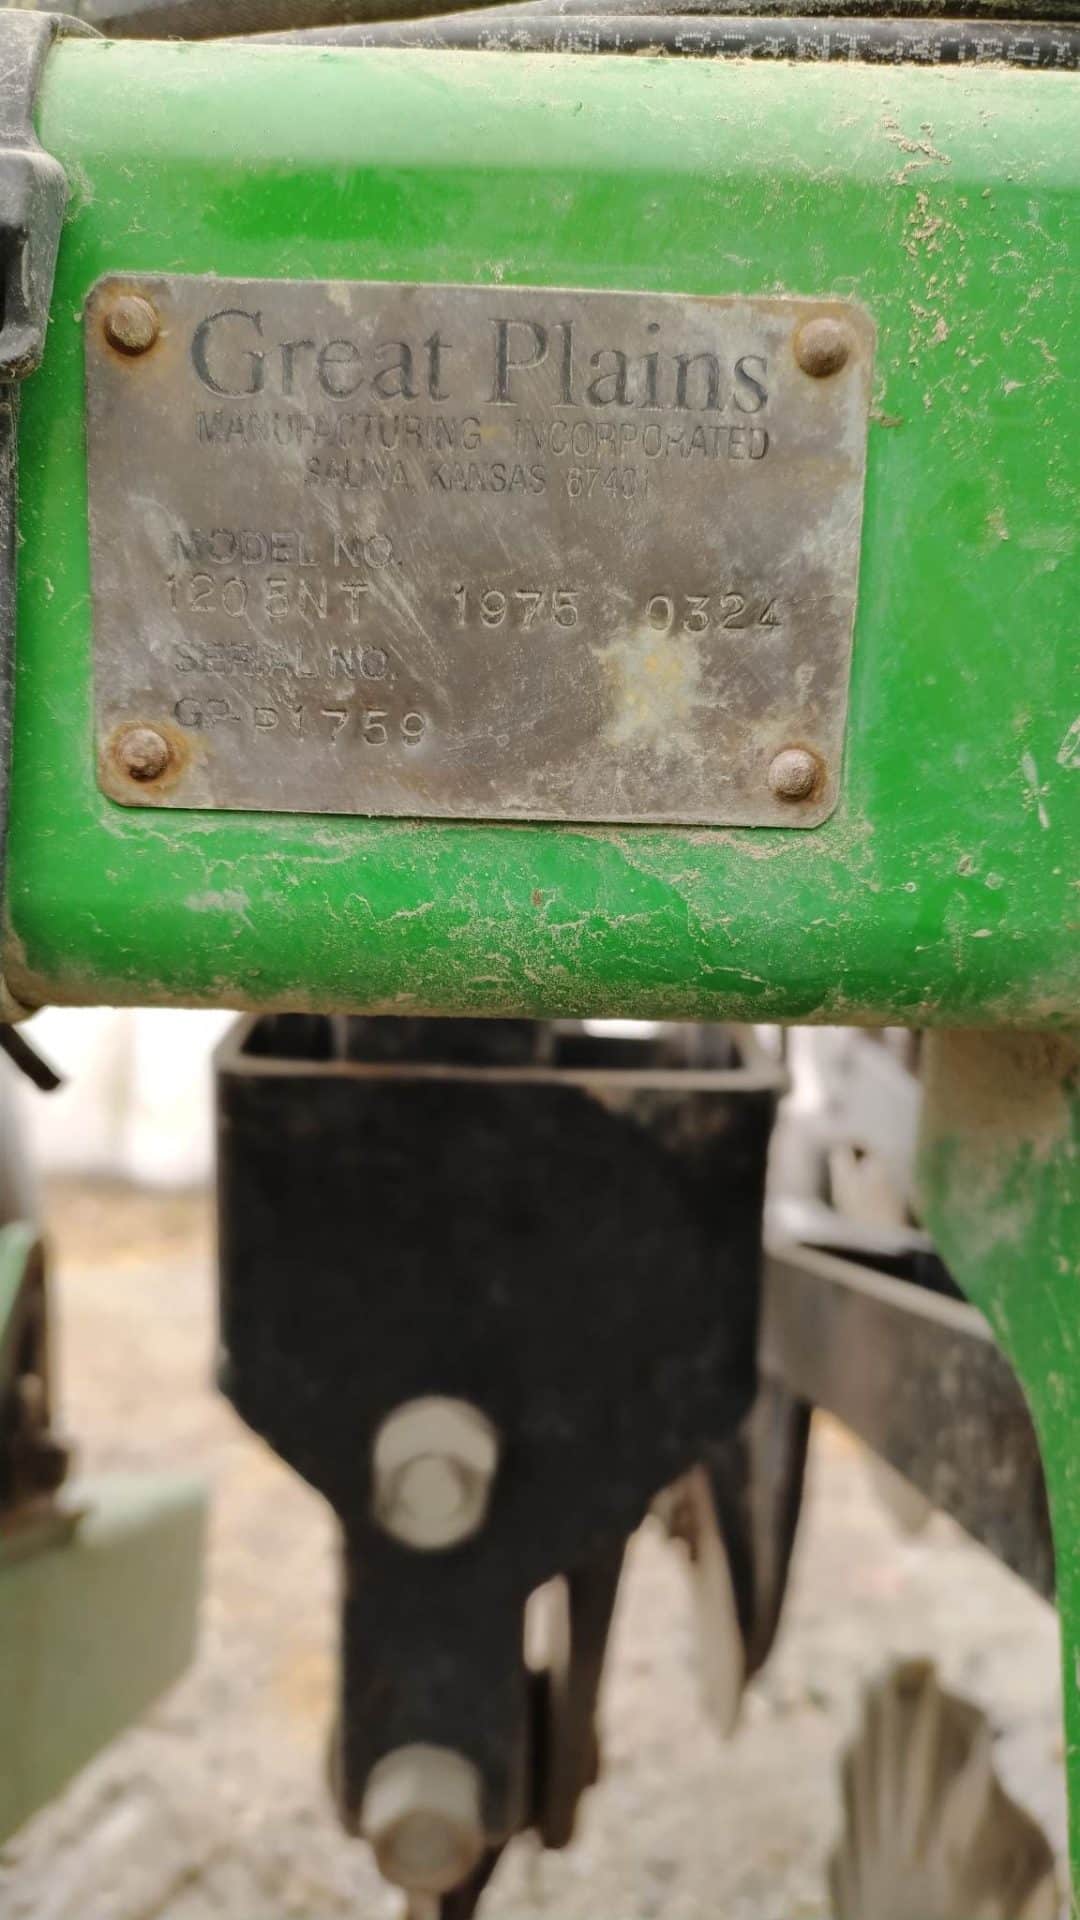 Great Plains
MANUFACTURING INCORPORATED
SALINA, KANSAS 67401
MODEL NO.
1205NT 1975 0324
SERIAL NO.
GP-P1759